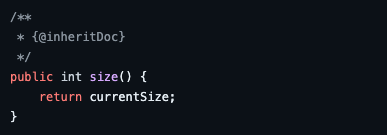 /**
 * {@inheritDoc}
 */
public int size() {
    return currentSize;
}